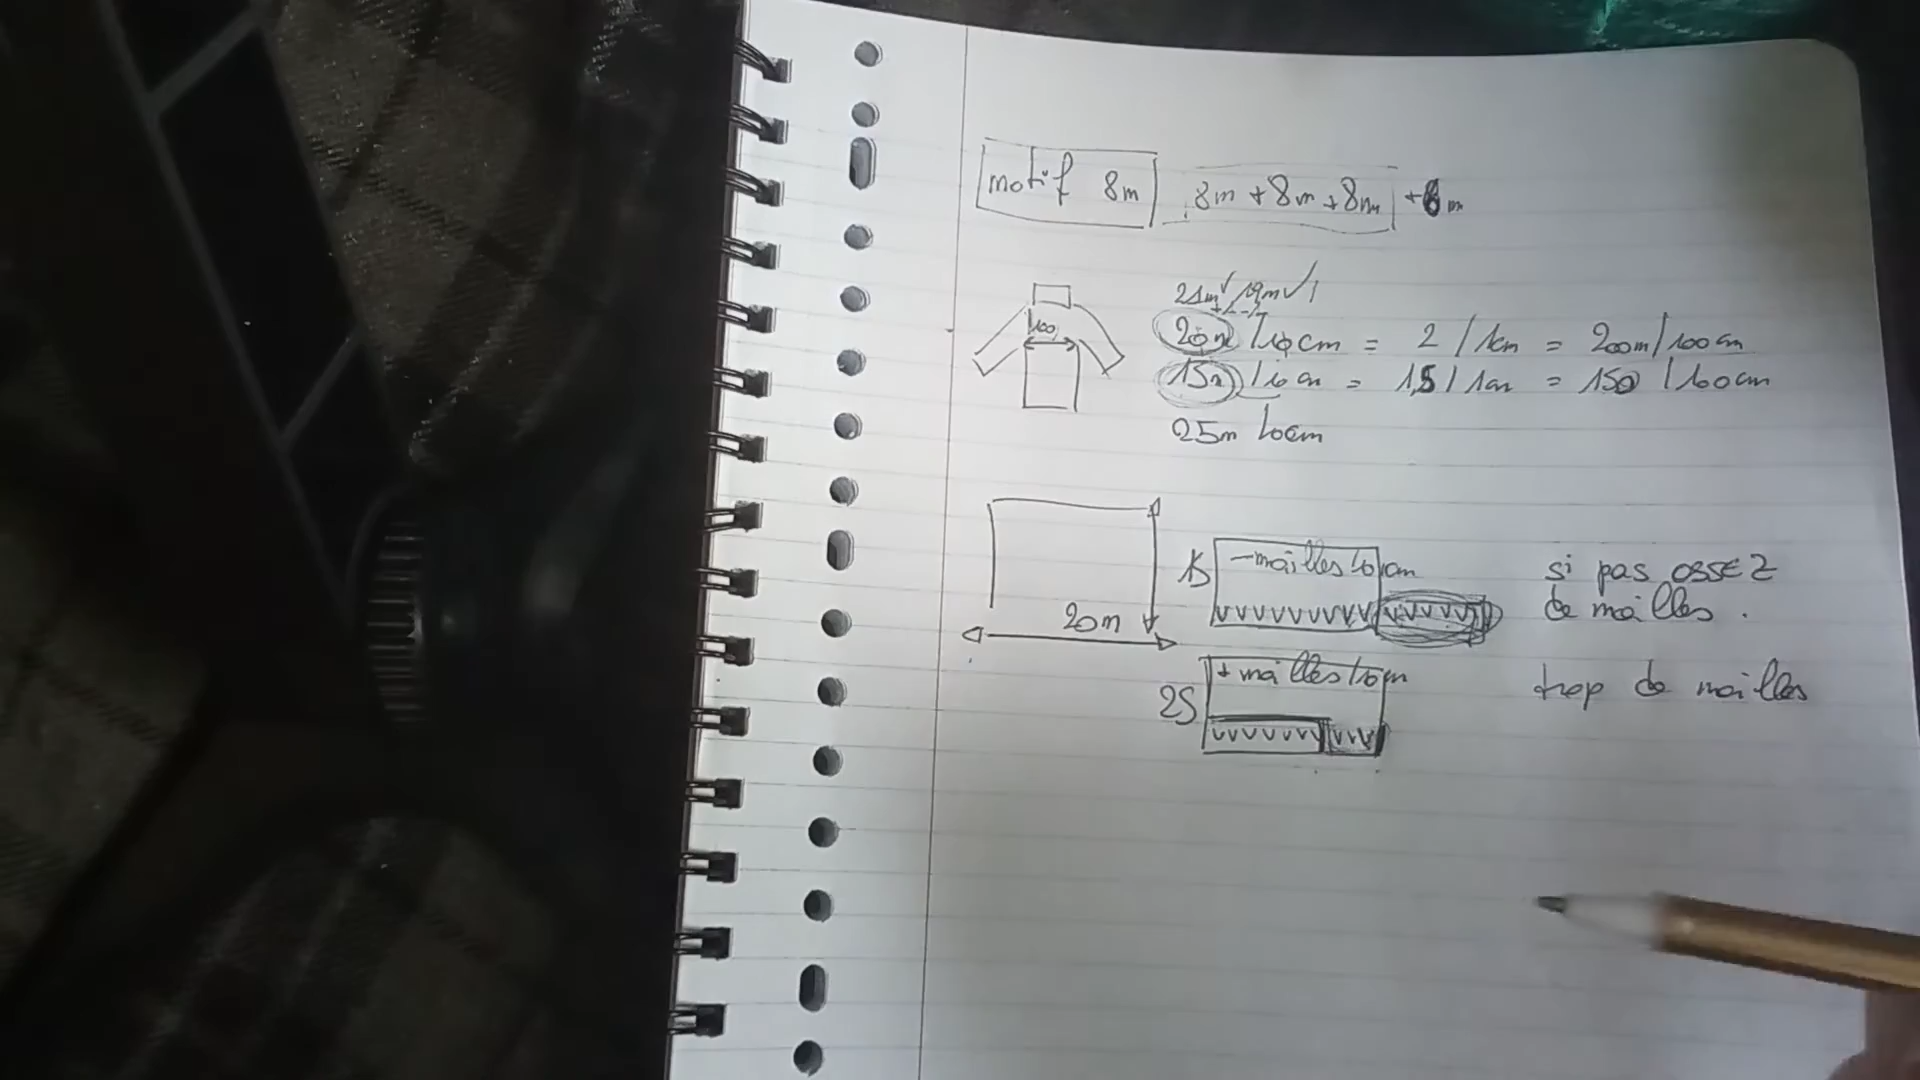 motif 8m 8m + 8m + 8m + 8m
21m / 19m /
100
20m / 10cm = 2 / 1cm = 200m / 100cm
15m / 10cm = 1,5 / 1cm = 150 / 100cm
25m 10cm
15 - mailles 10cm si pas assez
de mailles .
20m
25 + mailles 10cm trop de mailles